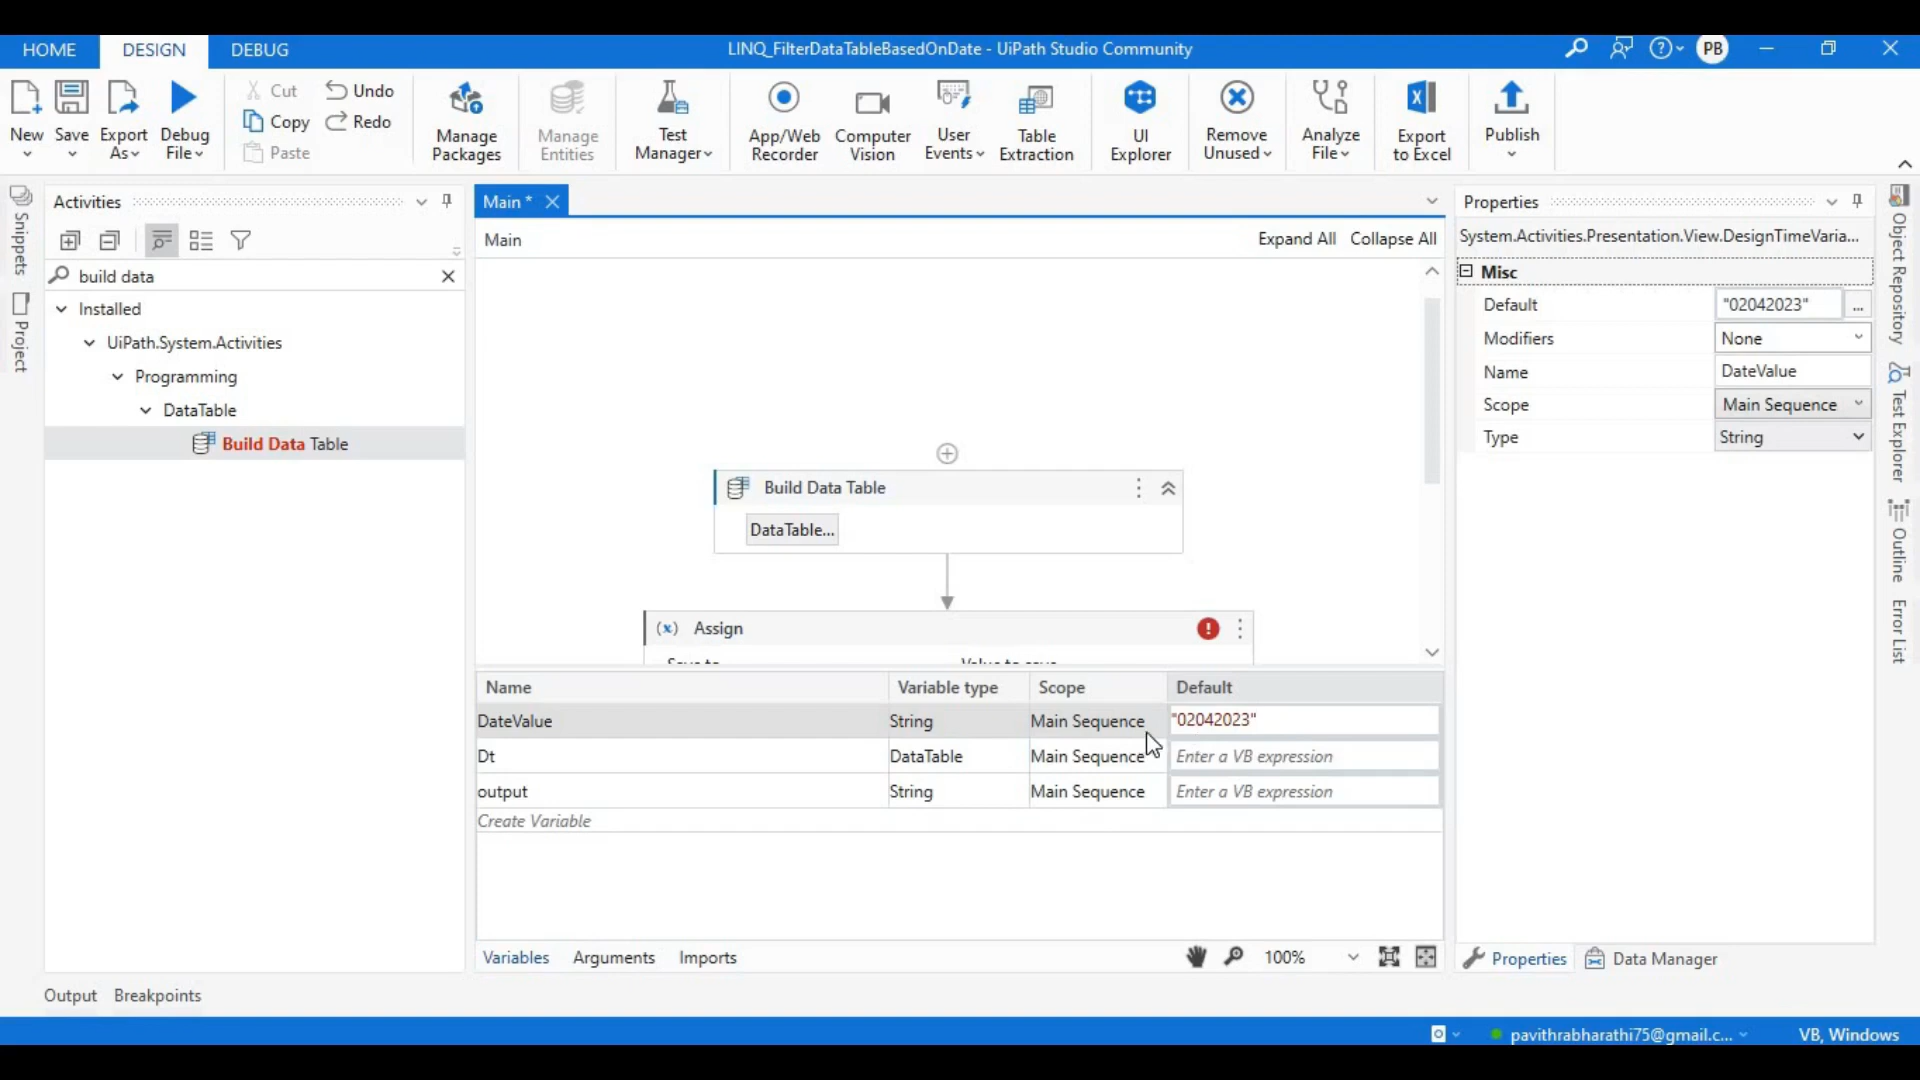 HOME DESIGN DEBUG LINQ_FilterDataTableBasedOnDate - UiPath Studio Community PB
New Save Export As Debug File Cut Copy Paste Undo Redo Manage Packages Manage Entities Test Manager App/Web Recorder Computer Vision User Events Table Extraction UI Explorer Remove Unused Analyze File Export to Excel Publish
Snippets
Project
Activities
build data
Installed
UiPath.System.Activities
Programming
DataTable
Build Data Table
Main *
Main Expand All Collapse All
Build Data Table
DataTable...
(x) Assign
Name Variable type Scope Default
DateValue String Main Sequence "02042023"
Dt DataTable Main Sequence Enter a VB expression
output String Main Sequence Enter a VB expression
Create Variable
Variables Arguments Imports 100%
Properties
System.Activities.Presentation.View.DesignTimeVaria...
Misc
Default "02042023" ...
Modifiers None
Name DateValue
Scope Main Sequence
Type String
Properties Data Manager
Object Repository
Test Explorer
Outline
Error List
Output Breakpoints
pavithrabharathi75@gmail.c... VB, Windows